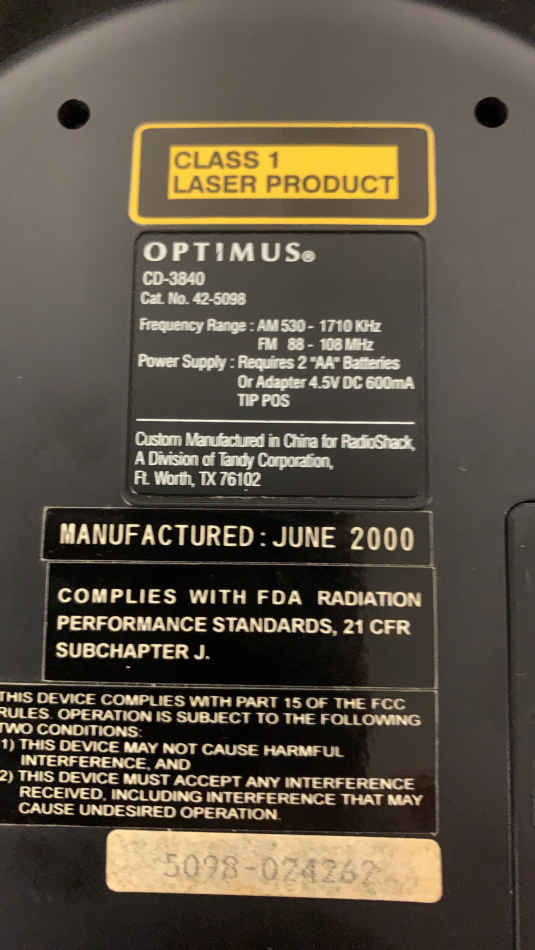 CLASS 1
LASER PRODUCT
OPTIMUS®
CD-3840
Cat. No. 42-5098
Frequency Range : AM 530 - 1710 KHz
FM 88 - 108 MHz
Power Supply : Requires 2 "AA" Batteries
Or Adapter 4.5V DC 600mA
TIP POS
Custom Manufactured in China for RadioShack,
A Division of Tandy Corporation,
Ft. Worth, TX 76102
MANUFACTURED : JUNE 2000
COMPLIES WITH FDA RADIATION
PERFORMANCE STANDARDS, 21 CFR
SUBCHAPTER J.
THIS DEVICE COMPLIES WITH PART 15 OF THE FCC
RULES. OPERATION IS SUBJECT TO THE FOLLOWING
TWO CONDITIONS:
1) THIS DEVICE MAY NOT CAUSE HARMFUL
INTERFERENCE, AND
2) THIS DEVICE MUST ACCEPT ANY INTERFERENCE
RECEIVED, INCLUDING INTERFERENCE THAT MAY
CAUSE UNDESIRED OPERATION.
5098-024262